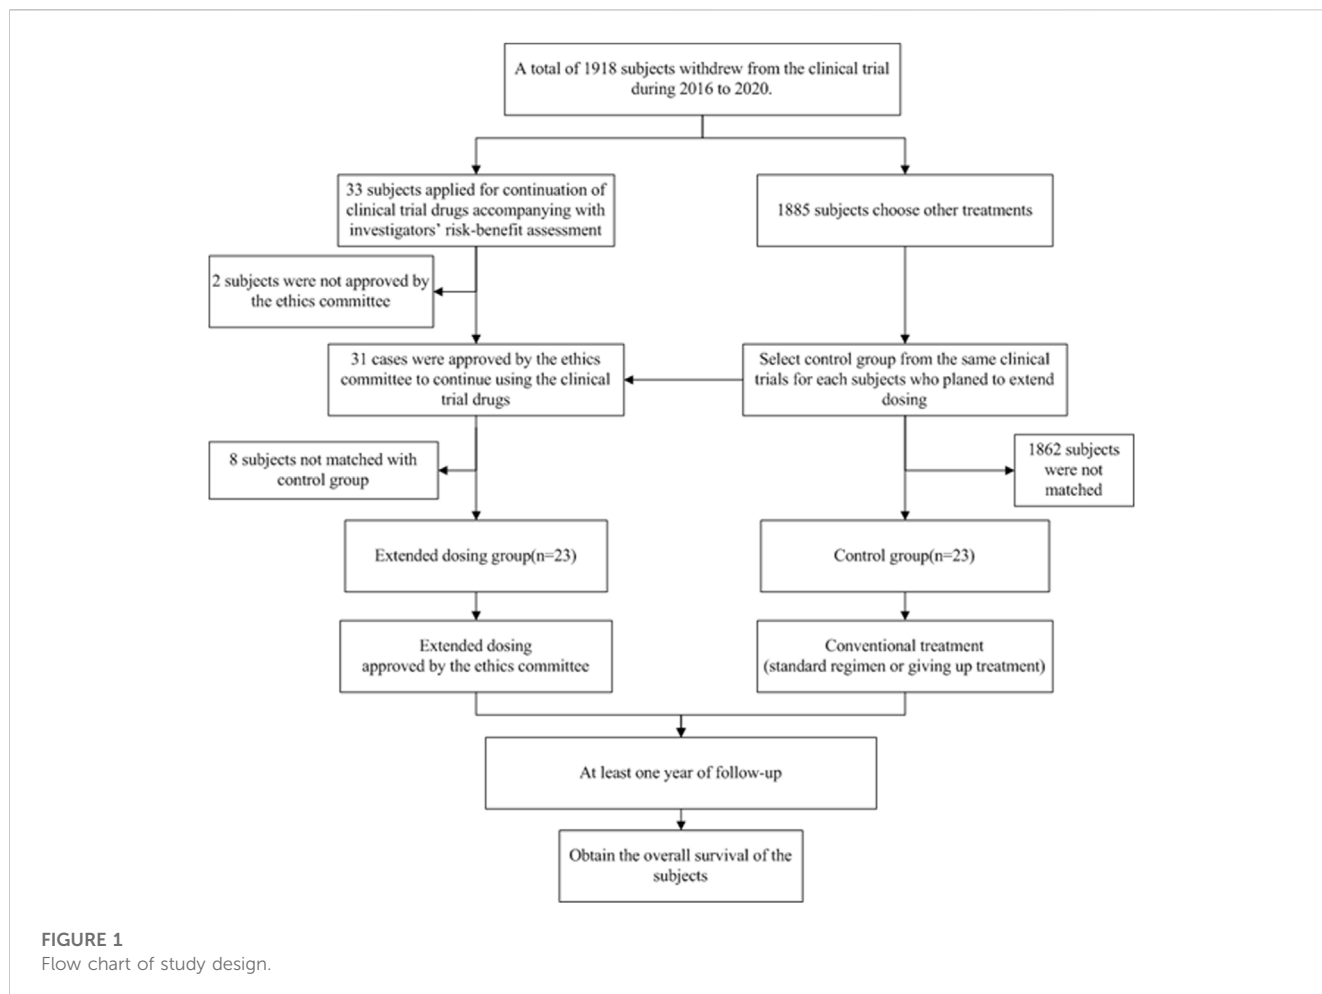 A total of 1918 subjects withdrew from the clinical trial
during 2016 to 2020.
33 subjects applied for continuation of
clinical trial drugs accompanying with
investigators’ risk-benefit assessment
1885 subjects choose other treatments
2 subjects were not approved by
the ethics committee
31 cases were approved by the ethics
committee to continue using the clinical
trial drugs
Select control group from the same clinical
trials for each subjects who planed to extend
dosing
8 subjects not matched with
control group
1862 subjects
were not
matched
Extended dosing group(n=23)
Control group(n=23)
Extended dosing
approved by the ethics committee
Conventional treatment
(standard regimen or giving up treatment)
At least one year of follow-up
Obtain the overall survival of the
subjects
FIGURE 1
Flow chart of study design.